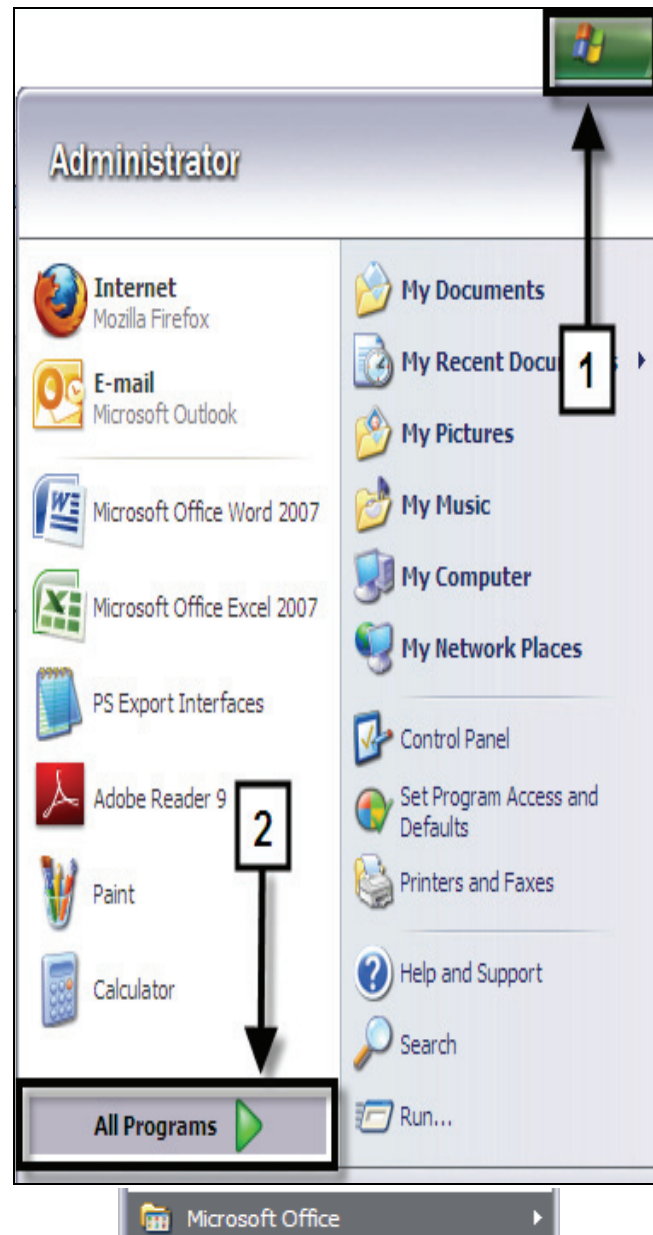 Administrator
Internet
Mozilla Firefox
E-mail
Microsoft Outlook
Microsoft Office Word 2007
Microsoft Office Excel 2007
PS Export Interfaces
Adobe Reader 9
2
Paint
Calculator
All Programs
My Documents
My Recent Docu s
1
My Pictures
My Music
My Computer
My Network Places
Control Panel
Set Program Access and
Defaults
Printers and Faxes
Help and Support
Search
Run...
Microsoft Office